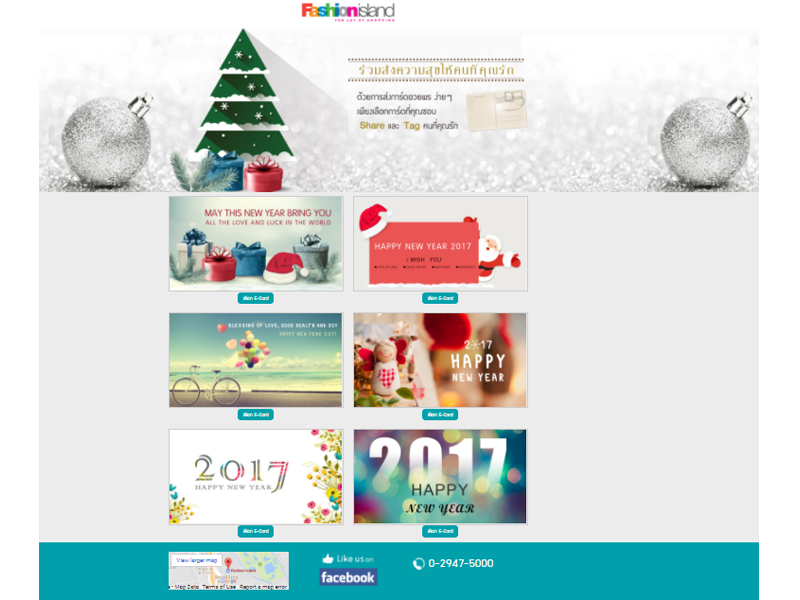 Fashionisland
THE JOY OF SHOPPING
ร่วมส่งความสุขให้คนที่คุณรัก
ด้วยการส่งการ์ดอวยพร ง่ายๆ
เพียงเลือกการ์ดที่คุณชอบ
Share และ Tag คนที่คุณรัก
MAY THIS NEW YEAR BRING YOU
ALL THE LOVE AND LUCK IN THE WORLD
HAPPY NEW YEAR 2017
I WISH YOU
เลือก E-Card
เลือก E-Card
BLESSING OF LOVE, GOOD HEALTH AND JOY
HAPPY NEW YEAR 2017
2017
HAPPY
NEW YEAR
เลือก E-Card
เลือก E-Card
2017
HAPPY NEW YEAR
2017
HAPPY
NEW YEAR
เลือก E-Card
เลือก E-Card
View larger map
Fashion Island
Map Data Terms of Use Report a map error
Like us on
facebook
0-2947-5000